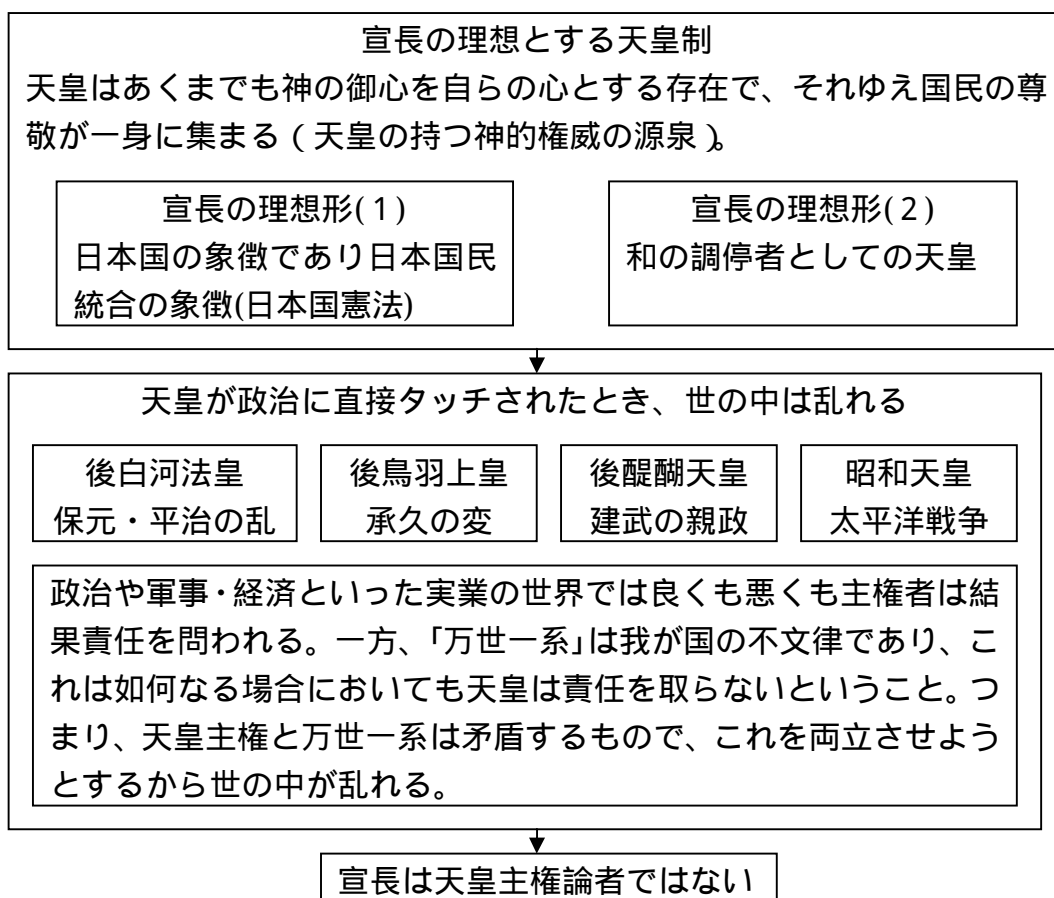 宣長の理想とする天皇制
天皇はあくまでも神の御心を自らの心とする存在で、それゆえ国民の尊
敬が一身に集まる（天皇の持つ神的権威の源泉）。
宣長の理想形(1)
日本国の象徴であり日本国民
統合の象徴(日本国憲法)
宣長の理想形(2)
和の調停者としての天皇
天皇が政治に直接タッチされたとき、世の中は乱れる
後白河法皇
保元・平治の乱
後鳥羽上皇
承久の変
後醍醐天皇
建武の親政
昭和天皇
太平洋戦争
政治や軍事・経済といった実業の世界では良くも悪くも主権者は結
果責任を問われる。一方、「万世一系」は我が国の不文律であり、こ
れは如何なる場合においても天皇は責任を取らないということ。つ
まり、天皇主権と万世一系は矛盾するもので、これを両立させよう
とするから世の中が乱れる。
宣長は天皇主権論者ではない